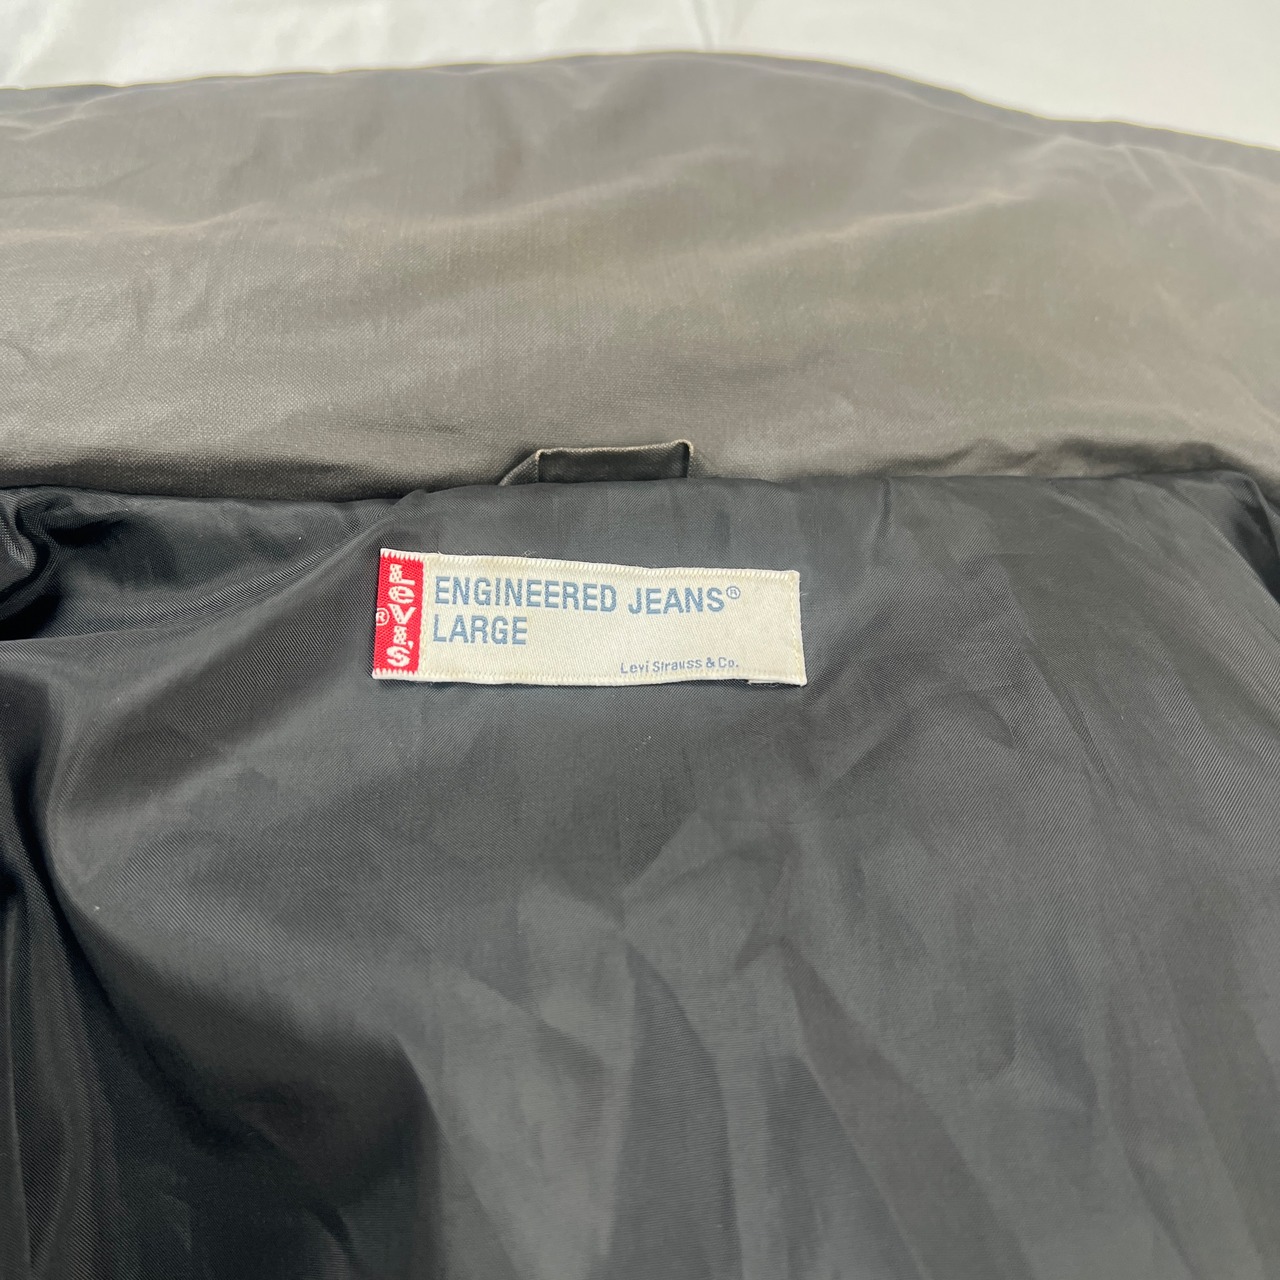 LEVI'S®
ENGINEERED JEANS®
LARGE
Levi Strauss & Co.